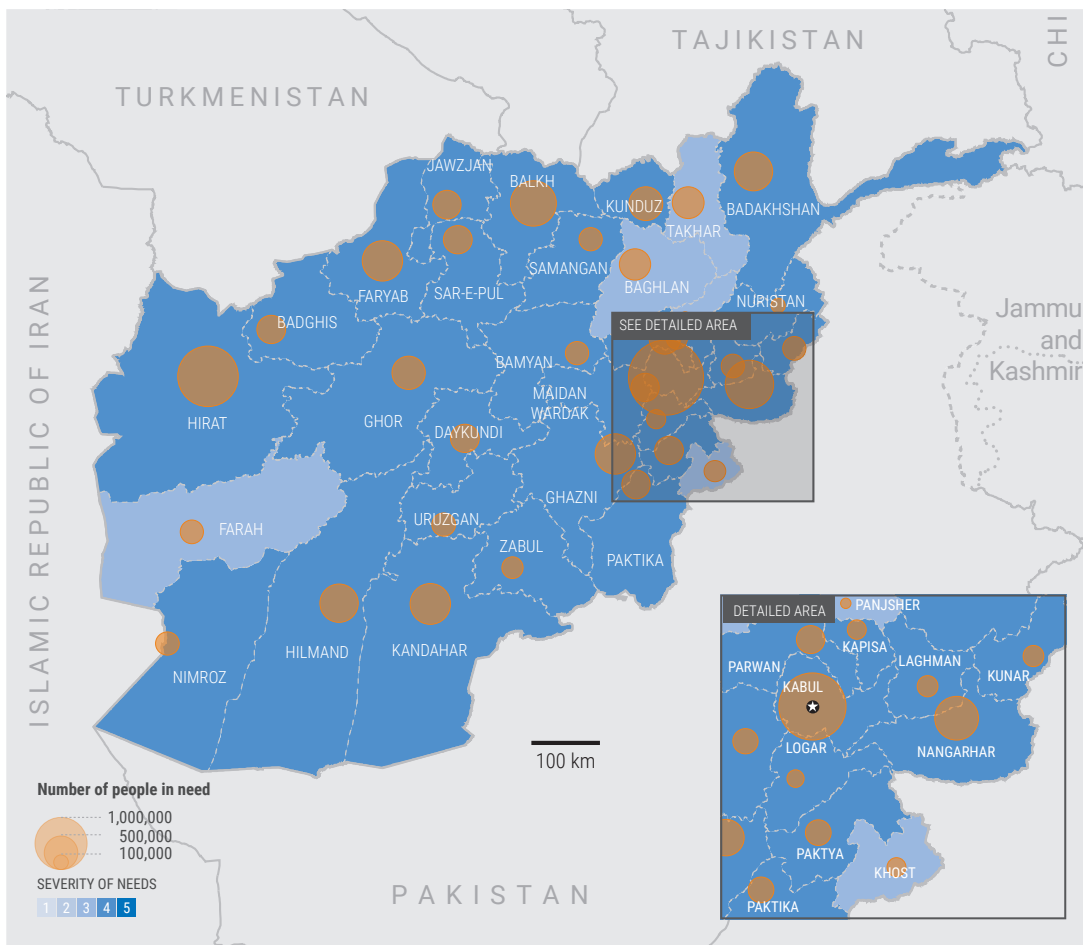 TAJIKISTAN
CHI
TURKMENISTAN
JAWZJAN
BALKH
KUNDUZ
TAKHAR
BADAKHSHAN
SAMANGAN
FARYAB
SAR-E-PUL
BAGHLAN
NURISTAN
BADGHIS
SEE DETAILED AREA
Jammu
and
Kashmir
BAMYAN
MAIDAN
WARDAK
HIRAT
GHOR
DAYKUNDI
GHAZNI
FARAH
URUZGAN
ZABUL
PAKTIKA
ISLAMIC REPUBLIC OF IRAN
HILMAND
KANDAHAR
NIMROZ
DETAILED AREA
PANJSHER
KAPISA
PARWAN
LAGHMAN
KUNAR
KABUL
LOGAR
NANGARHAR
PAKTYA
KHOST
PAKTIKA
100 km
Number of people in need
1,000,000
500,000
100,000
SEVERITY OF NEEDS
1 2 3 4 5
PAKISTAN